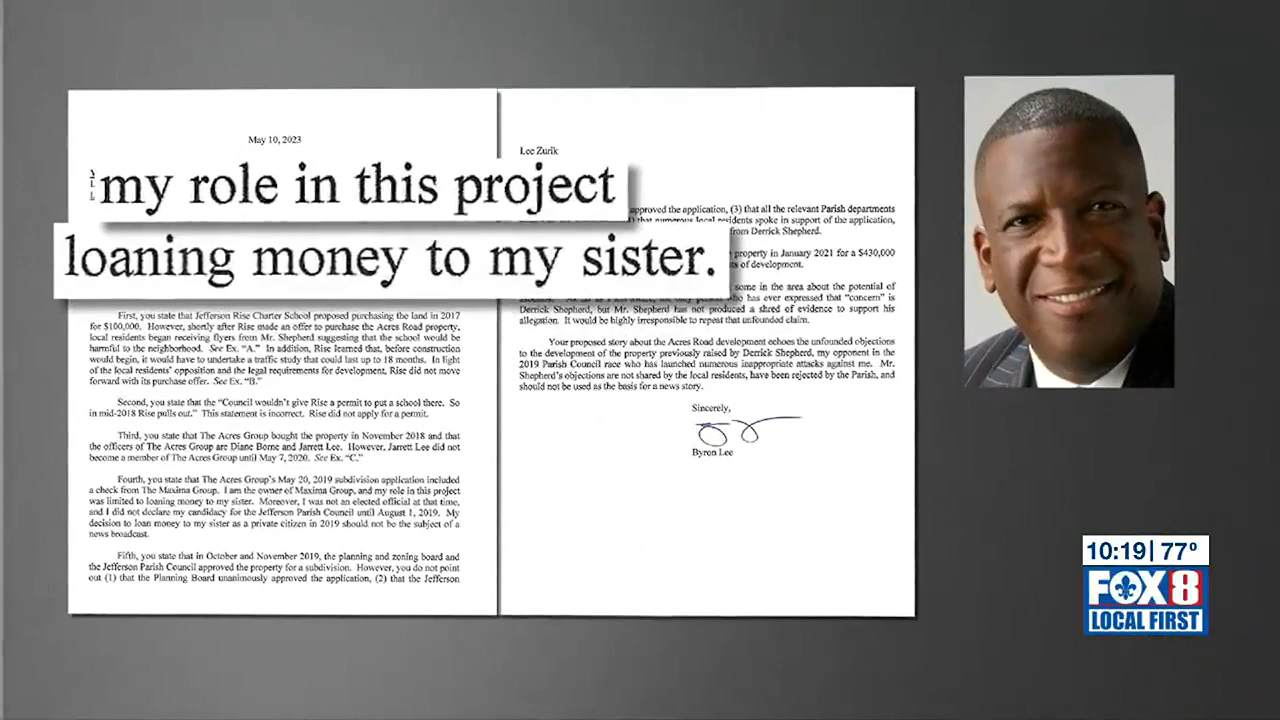 May 10, 2023
my role in this project
loaning money to my sister.
First, you state that Jefferson Rise Charter School proposed purchasing the land in 2017
for $100,000. However, shortly after Rise made an offer to purchase the Acres Road property,
local residents began receiving flyers from Mr. Shepherd suggesting that the school would be
harmful to the neighborhood. See Ex. "A." In addition, Rise learned that, before construction
would begin, it would have to undertake a traffic study that could last up to 18 months. In light
of the local residents' opposition and the legal requirements for development, Rise did not move
forward with its purchase offer. See Ex. "B."
Second, you state that the "Council wouldn't give Rise a permit to put a school there. So
in mid-2018 Rise pulls out." This statement is incorrect. Rise did not apply for a permit.
Third, you state that The Acres Group bought the property in November 2018 and that
the officers of The Acres Group are Diane Borne and Jarrett Lee. However, Jarrett Lee did not
become a member of The Acres Group until May 7, 2020. See Ex. "C."
Fourth, you state that The Acres Group's May 20, 2019 subdivision application included
a check from The Maxima Group. I am the owner of Maxima Group, and my role in this project
was limited to loaning money to my sister. Moreover, I was not an elected official at that time,
and I did not declare my candidacy for the Jefferson Parish Council until August 1, 2019. My
decision to loan money to my sister as a private citizen in 2019 should not be the subject of a
news broadcast.
Fifth, you state that in October and November 2019, the planning and zoning board and
the Jefferson Parish Council approved the property for a subdivision. However, you do not point
out (1) that the Planning Board unanimously approved the application, (2) that the Jefferson
Lee Zurik
approved the application, (3) that all the relevant Parish departments
that numerous local residents spoke in support of the application,
from Derrick Shepherd.
property in January 2021 for a $430,000
of development.
some in the area about the potential of
who has ever expressed that "concern" is
Derrick Shepherd, but Mr. Shepherd has not produced a shred of evidence to support his
allegation. It would be highly irresponsible to repeat that unfounded claim.
Your proposed story about the Acres Road development echoes the unfounded objections
to the development of the property previously raised by Derrick Shepherd, my opponent in the
2019 Parish Council race who has launched numerous inappropriate attacks against me. Mr.
Shepherd's objections are not shared by the local residents, have been rejected by the Parish, and
should not be used as the basis for a news story.
Sincerely,
Byron Lee
10:19 | 77°
FOX 8
LOCAL FIRST